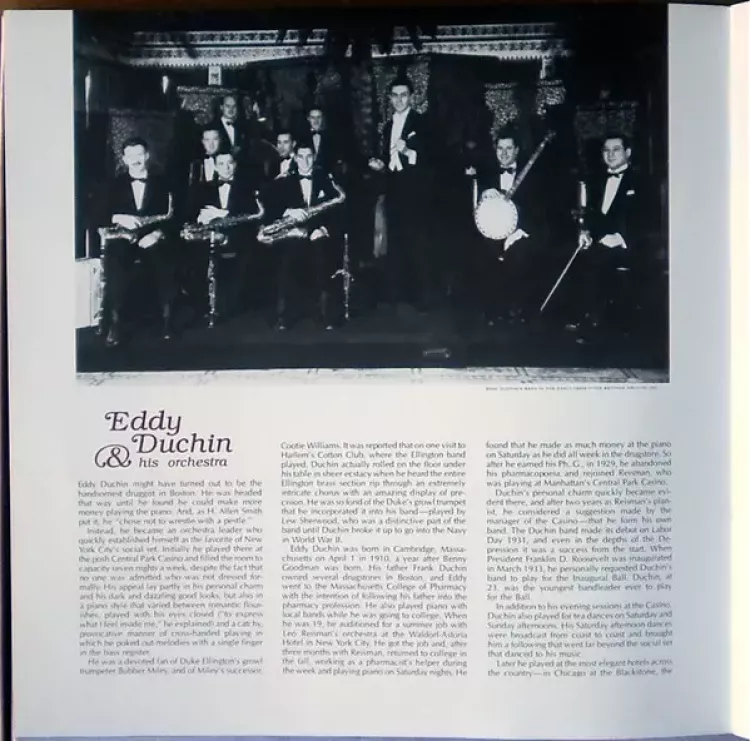 Eddy
Duchin
& his orchestra
Eddy Duchin might have turned out to be the
handsomest druggist in Boston. He was headed
that way until he found he could make more
money playing the piano. And, as H. Allen Smith
put it, he "chose not to wrestle with a pestle."
Instead, he became an orchestra leader who
quickly established himself as the favorite of New
York City's social set. Initially he played there at
the posh Central Park Casino and filled the room to
capacity seven nights a week, despite the fact that
no one was admitted who was not dressed for-
mally. His appeal lay partly in his personal charm
and his dark and dazzling good looks, but also in
a piano style that varied between romantic flour-
ishes, played with his eyes closed ("to express
what I feel inside me," he explained) and a catchy,
provocative manner of cross-handed playing in
which he poked out melodies with a single finger
in the bass register.
He was a devoted fan of Duke Ellington's growl
trumpeter Bubber Miley, and of Miley's successor,
Cootie Williams. It was reported that on one visit to
Harlem's Cotton Club, where the Ellington band
played, Duchin actually rolled on the floor under
his table in sheer ecstacy when he heard the entire
Ellington brass section rip through an extremely
intricate chorus with an amazing display of pre-
cision. He was so fond of the Duke's growl trumpet
that he incorporated it into his band—played by
Lew Sherwood, who was a distinctive part of the
band until Duchin broke it up to go into the Navy
in World War II.
Eddy Duchin was born in Cambridge, Massa-
chusetts on April 1 in 1910, a year after Benny
Goodman was born. His father Frank Duchin
owned several drugstores in Boston, and Eddy
went to the Massachusetts College of Pharmacy
with the intention of following his father into the
pharmacy profession. He also played piano with
local bands while he was going to college. When
he was 19, he auditioned for a summer job with
Leo Reisman's orchestra at the Waldorf-Astoria
Hotel in New York City. He got the job and, after
three months with Reisman, returned to college in
the fall, working as a pharmacist's helper during
the week and playing piano on Saturday nights. He
found that he made as much money at the piano
on Saturday as he did all week in the drugstore. So
after he earned his Ph. G., in 1929, he abandoned
his pharmacopoeia and rejoined Reisman, who
was playing at Manhattan's Central Park Casino.
Duchin's personal charm quickly became evi-
dent there, and after two years as Reisman's pian-
ist, he considered a suggestion made by the
manager of the Casino—that he form his own
band. The Duchin band made its debut on Labor
Day 1931, and even in the depths of the De-
pression it was a success from the start. When
President Franklin D. Roosevelt was inaugurated
in March 1933, he personally requested Duchin's
band to play for the Inaugural Ball. Duchin, at
23, was the youngest bandleader ever to play
for the Ball.
In addition to his evening sessions at the Casino,
Duchin also played for tea dances on Saturday and
Sunday afternoons. His Saturday afternoon dances
were broadcast from coast to coast and brought
him a following that went far beyond the social set
that danced to his music.
Later he played at the most elegant hotels across
the country—in Chicago at the Blackstone, the